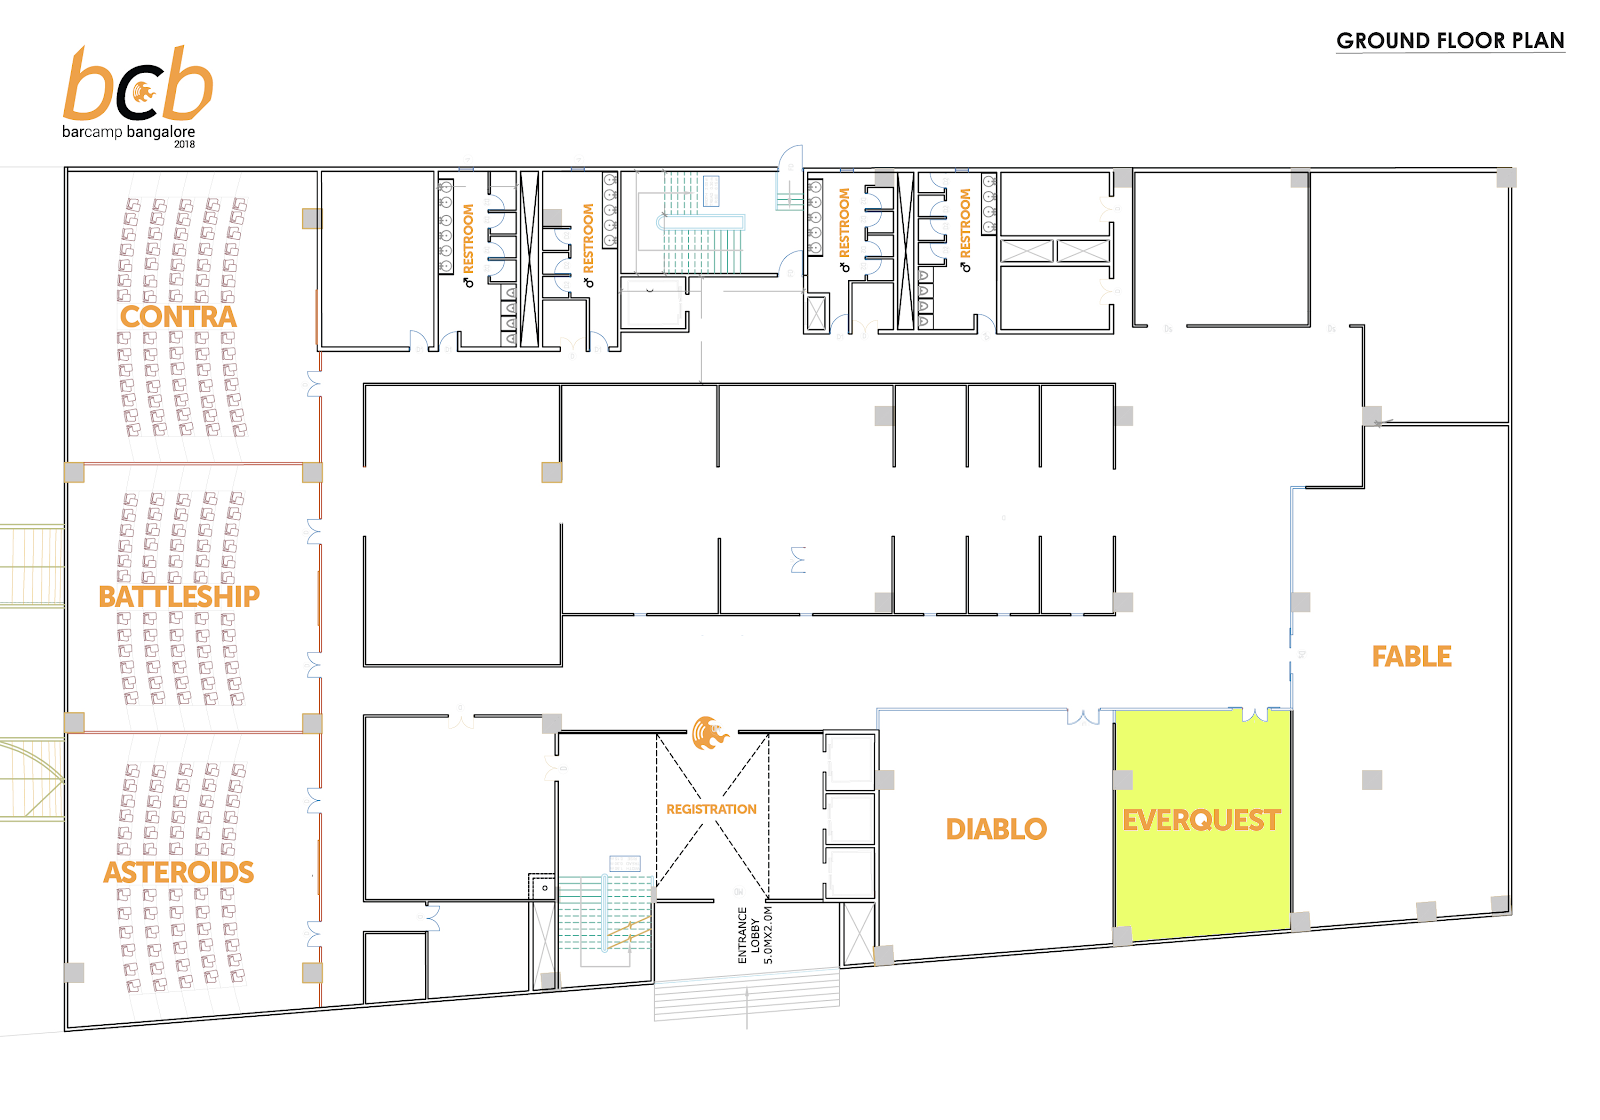 GROUND FLOOR PLAN
bcb
barcamp bangalore
2018
RESTROOM
RESTROOM
RESTROOM
RESTROOM
CONTRA
BATTLESHIP
FABLE
REGISTRATION
EVERQUEST
DIABLO
ASTEROIDS
ENTRANCE
LOBBY
5.0MX2.0M